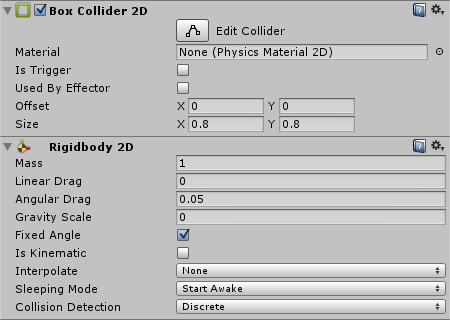 Box Collider 2D
Edit Collider
Material None (Physics Material 2D)
Is Trigger
Used By Effector
Offset X 0 Y 0
Size X 0.8 Y 0.8
Rigidbody 2D
Mass 1
Linear Drag 0
Angular Drag 0.05
Gravity Scale 0
Fixed Angle
Is Kinematic
Interpolate None
Sleeping Mode Start Awake
Collision Detection Discrete